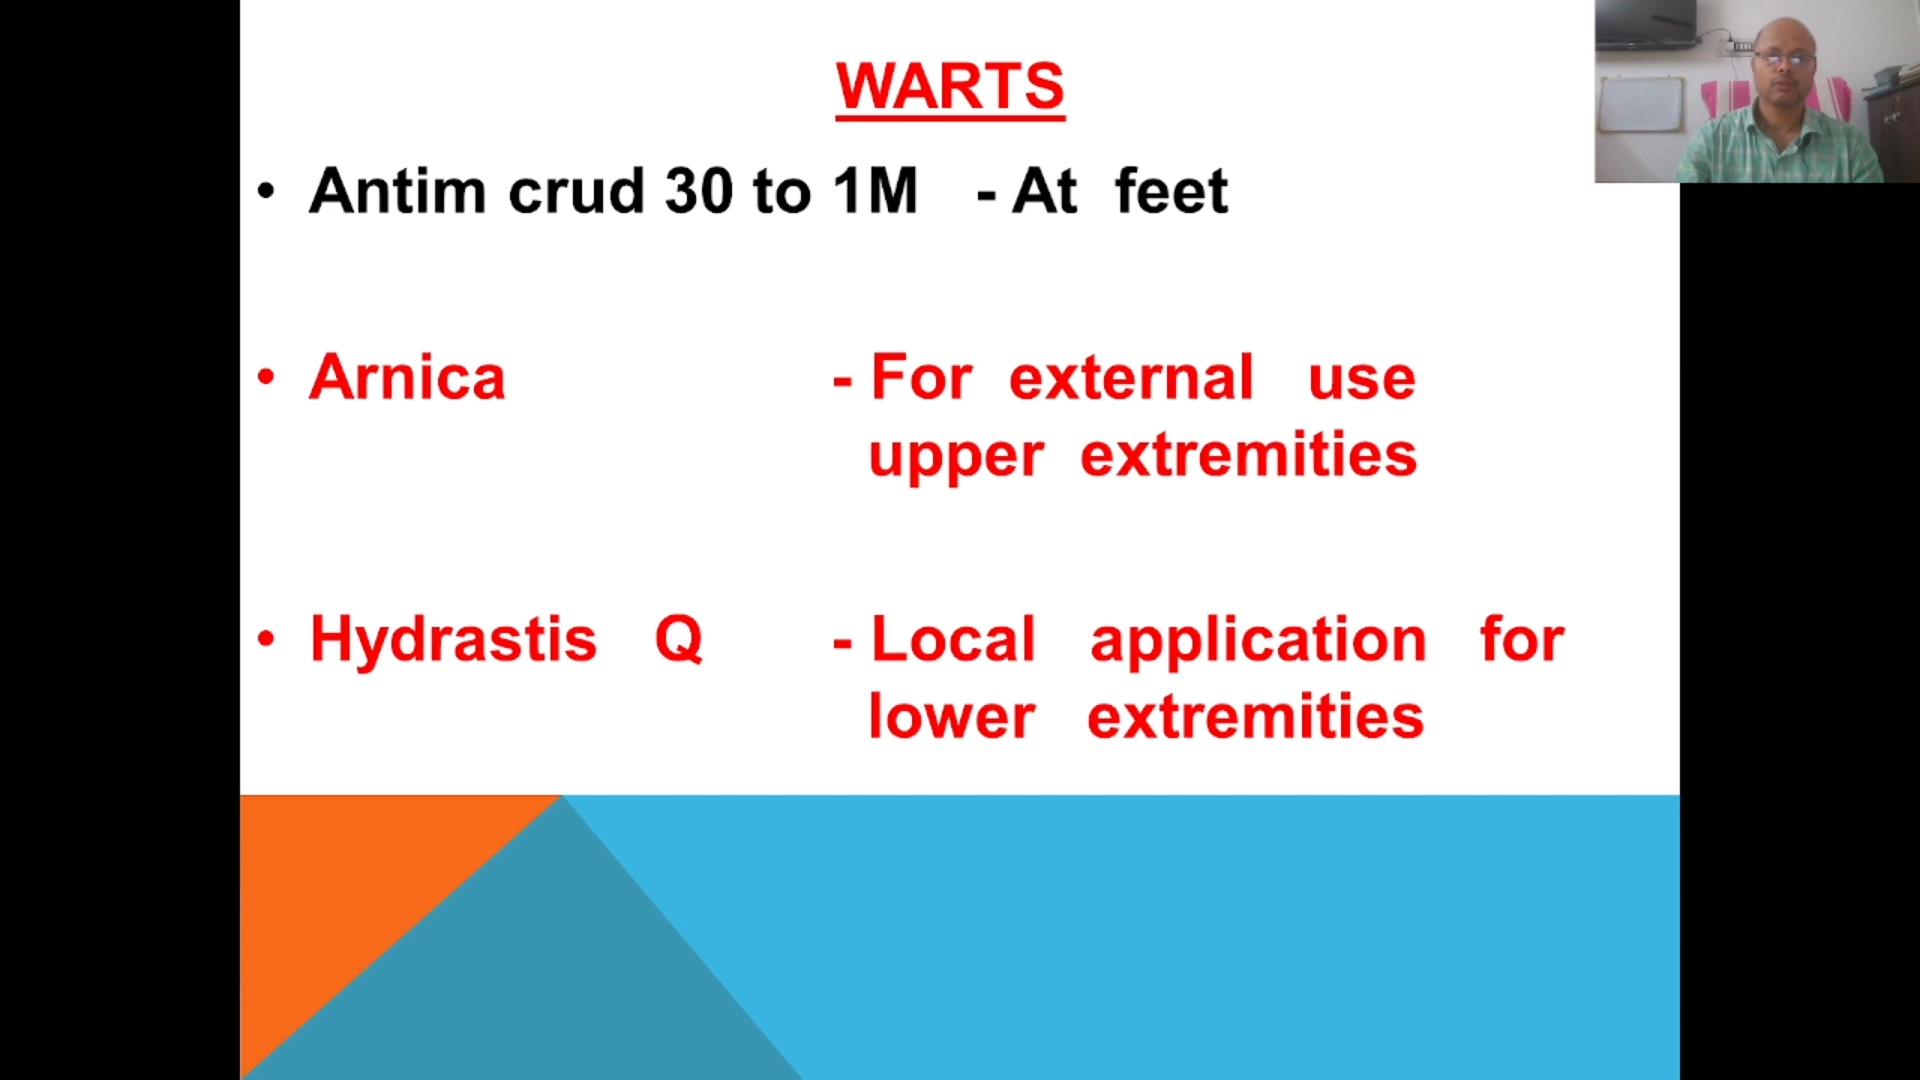 WARTS
• Antim crud 30 to 1M - At feet
• Arnica - For external use
upper extremities
• Hydrastis Q - Local application for
lower extremities